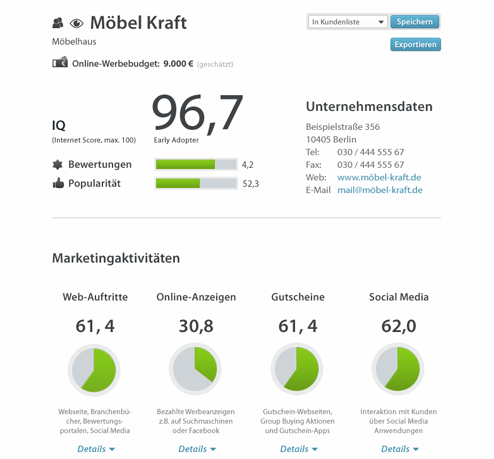 Möbel Kraft
Möbelhaus
Online-Werbebudget: 9.000 € (geschätzt)
In Kundenliste
Speichern
Exportieren
IQ
(Internet Score, max. 100)
96,7
Early Adopter
Bewertungen 4,2
Popularität 52,3
Unternehmensdaten
Beispielstraße 356
10405 Berlin
Tel: 030 / 444 555 67
Fax: 030 / 444 555 67
Web: www.möbel-kraft.de
E-Mail mail@möbel-kraft.de
Marketingaktivitäten
Web-Auftritte
61, 4
Webseite, Branchenbü-
cher, Bewertungs-
portalen, Social Media
Details
Online-Anzeigen
30,8
Bezahlte Werbeanzeigen
z.B. auf Suchmaschinen
oder Facebook
Details
Gutscheine
61, 4
Gutschein-Webseiten,
Group Buying Aktionen
und Gutschein-Apps
Details
Social Media
62,0
Interaktion mit Kunden
über Social Media
Anwendungen
Details